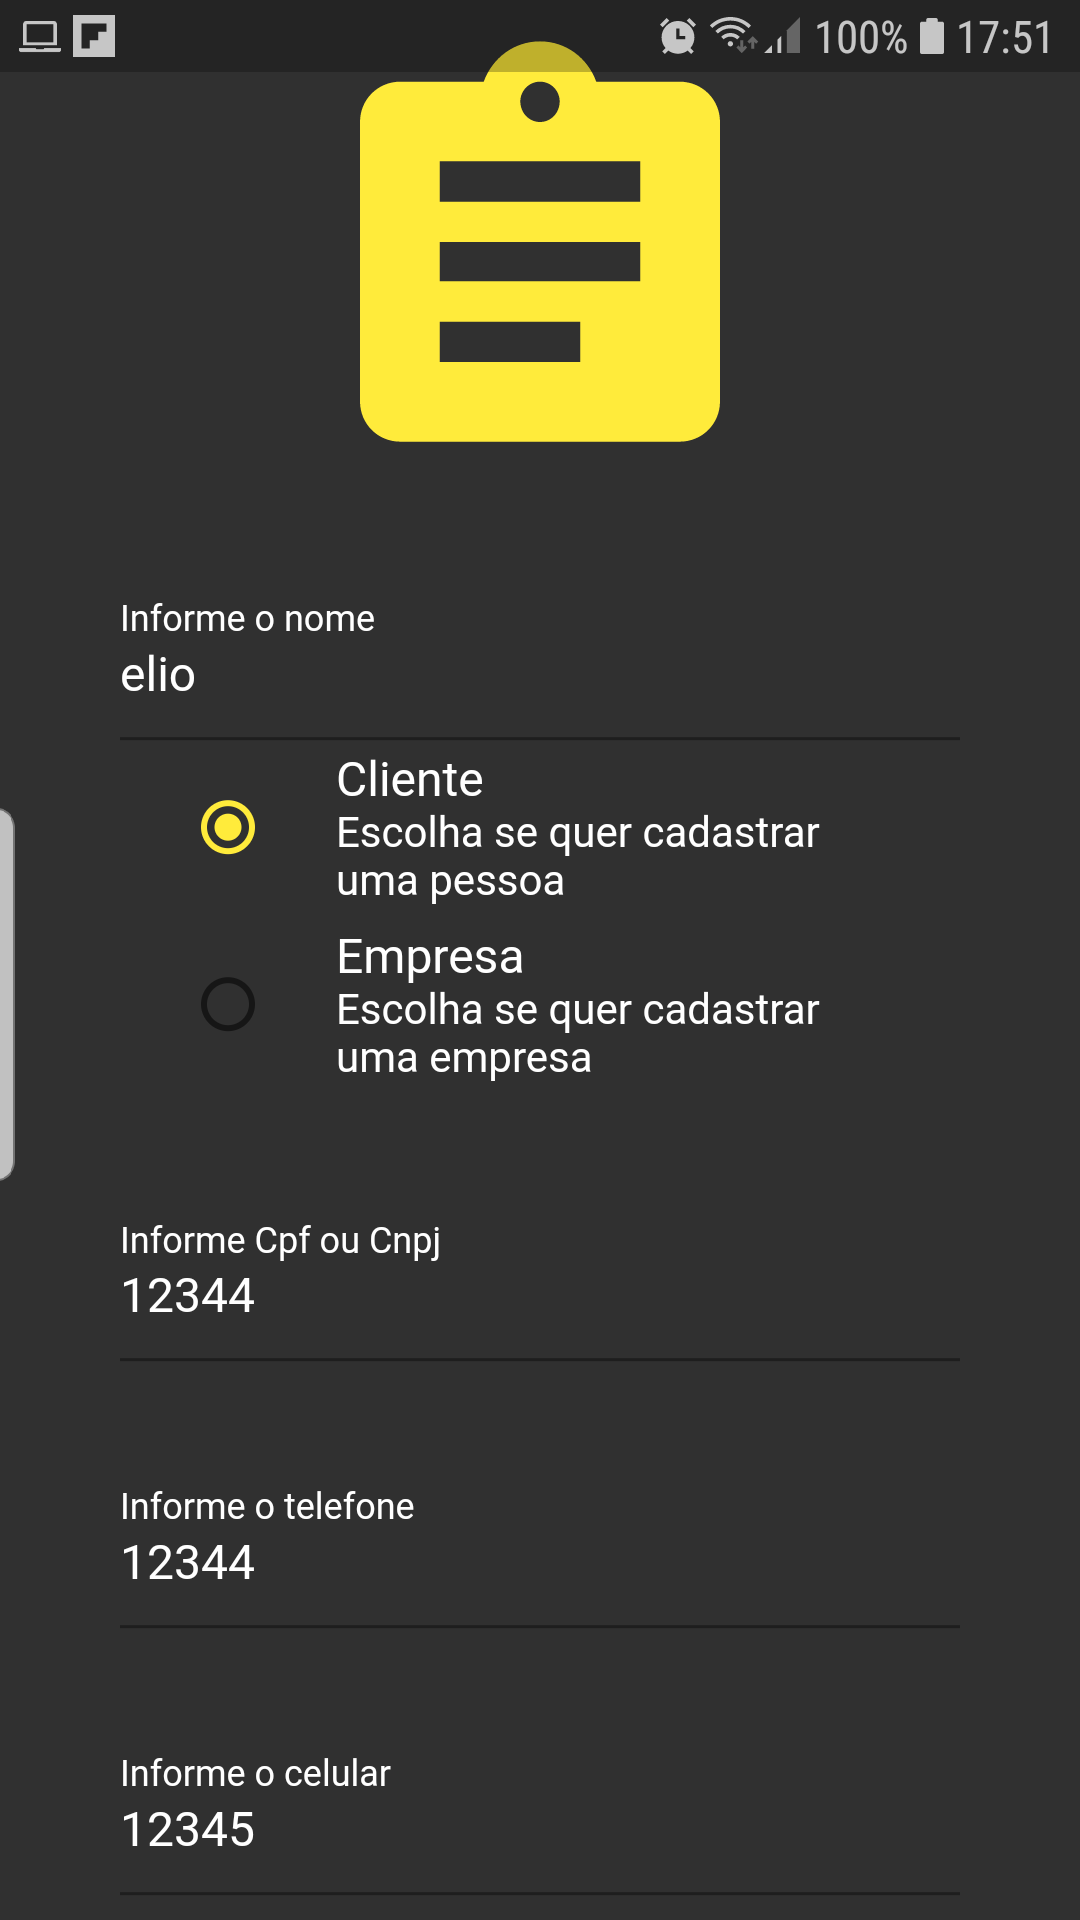 100% 17:51
Informe o nome
elio
Cliente
Escolha se quer cadastrar
uma pessoa
Empresa
Escolha se quer cadastrar
uma empresa
Informe Cpf ou Cnpj
12344
Informe o telefone
12344
Informe o celular
12345